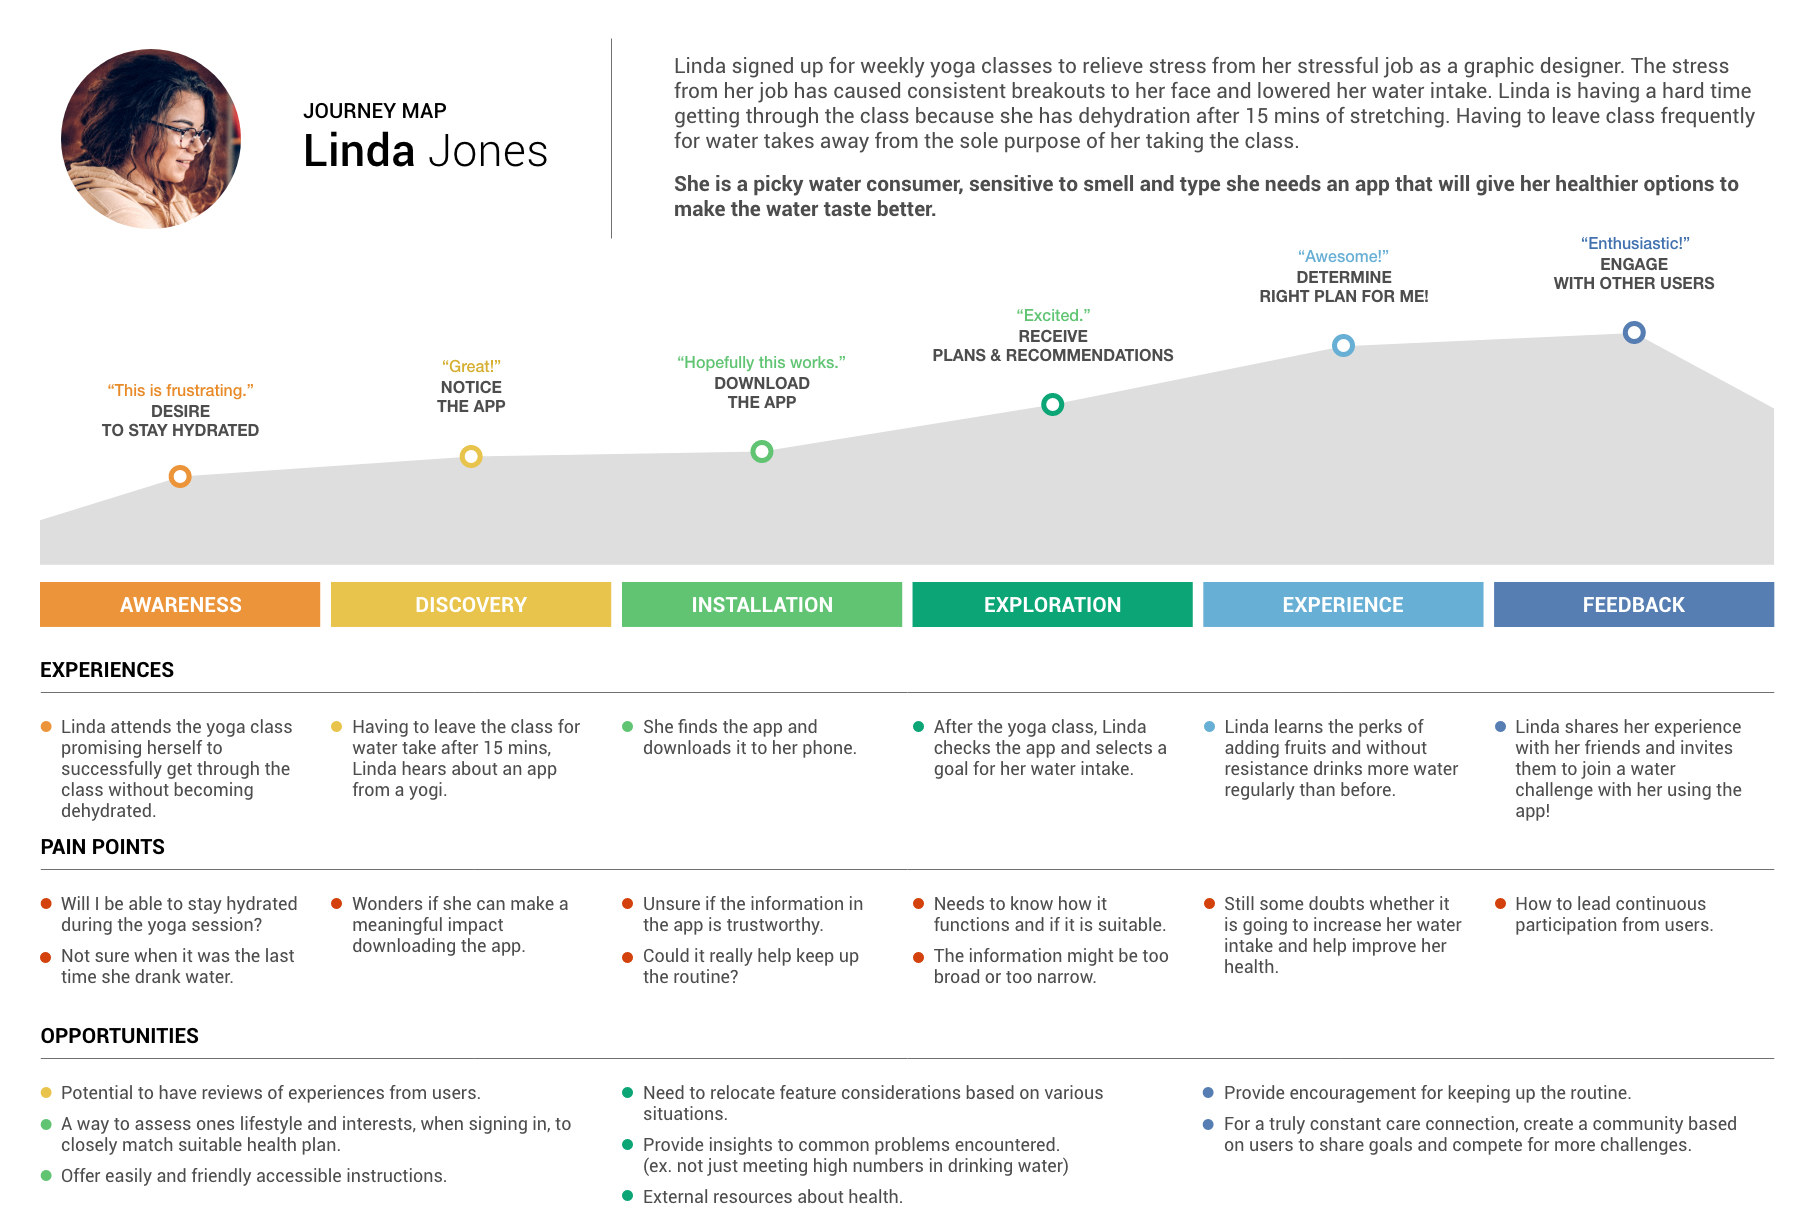 JOURNEY MAP
Linda Jones
Linda signed up for weekly yoga classes to relieve stress from her stressful job as a graphic designer. The stress
from her job has caused consistent breakouts to her face and lowered her water intake. Linda is having a hard time
getting through the class because she has dehydration after 15 mins of stretching. Having to leave class frequently
for water takes away from the sole purpose of her taking the class.
She is a picky water consumer, sensitive to smell and type she needs an app that will give her healthier options to
make the water taste better.
“This is frustrating.”
DESIRE
TO STAY HYDRATED
“Great!”
NOTICE
THE APP
“Hopefully this works.”
DOWNLOAD
THE APP
“Excited.”
RECEIVE
PLANS & RECOMMENDATIONS
“Awesome!”
DETERMINE
RIGHT PLAN FOR ME!
“Enthusiastic!”
ENGAGE
WITH OTHER USERS
AWARENESS
DISCOVERY
INSTALLATION
EXPLORATION
EXPERIENCE
FEEDBACK
EXPERIENCES
Linda attends the yoga class
promising herself to
successfully get through the
class without becoming
dehydrated.
Having to leave the class for
water take after 15 mins,
Linda hears about an app
from a yogi.
She finds the app and
downloads it to her phone.
After the yoga class, Linda
checks the app and selects a
goal for her water intake.
Linda learns the perks of
adding fruits and without
resistance drinks more water
regularly than before.
Linda shares her experience
with her friends and invites
them to join a water
challenge with her using the
app!
PAIN POINTS
Will I be able to stay hydrated
during the yoga session?
Not sure when it was the last
time she drank water.
Wonders if she can make a
meaningful impact
downloading the app.
Unsure if the information in
the app is trustworthy.
Could it really help keep up
the routine?
Needs to know how it
functions and if it is suitable.
The information might be too
broad or too narrow.
Still some doubts whether it
is going to increase her water
intake and help improve her
health.
How to lead continuous
participation from users.
OPPORTUNITIES
Potential to have reviews of experiences from users.
A way to assess ones lifestyle and interests, when signing in, to
closely match suitable health plan.
Offer easily and friendly accessible instructions.
Need to relocate feature considerations based on various
situations.
Provide insights to common problems encountered.
(ex. not just meeting high numbers in drinking water)
External resources about health.
Provide encouragement for keeping up the routine.
For a truly constant care connection, create a community based
on users to share goals and compete for more challenges.